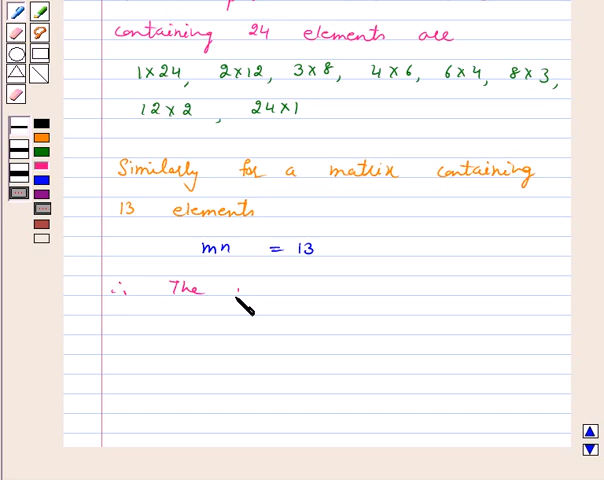 containing 24 elements are
1 × 24, 2 × 12, 3 × 8, 4 × 6, 6 × 4, 8 × 3,
12 × 2, 24 × 1
Similarly for a matrix containing
13 elements
mn = 13
∴ The